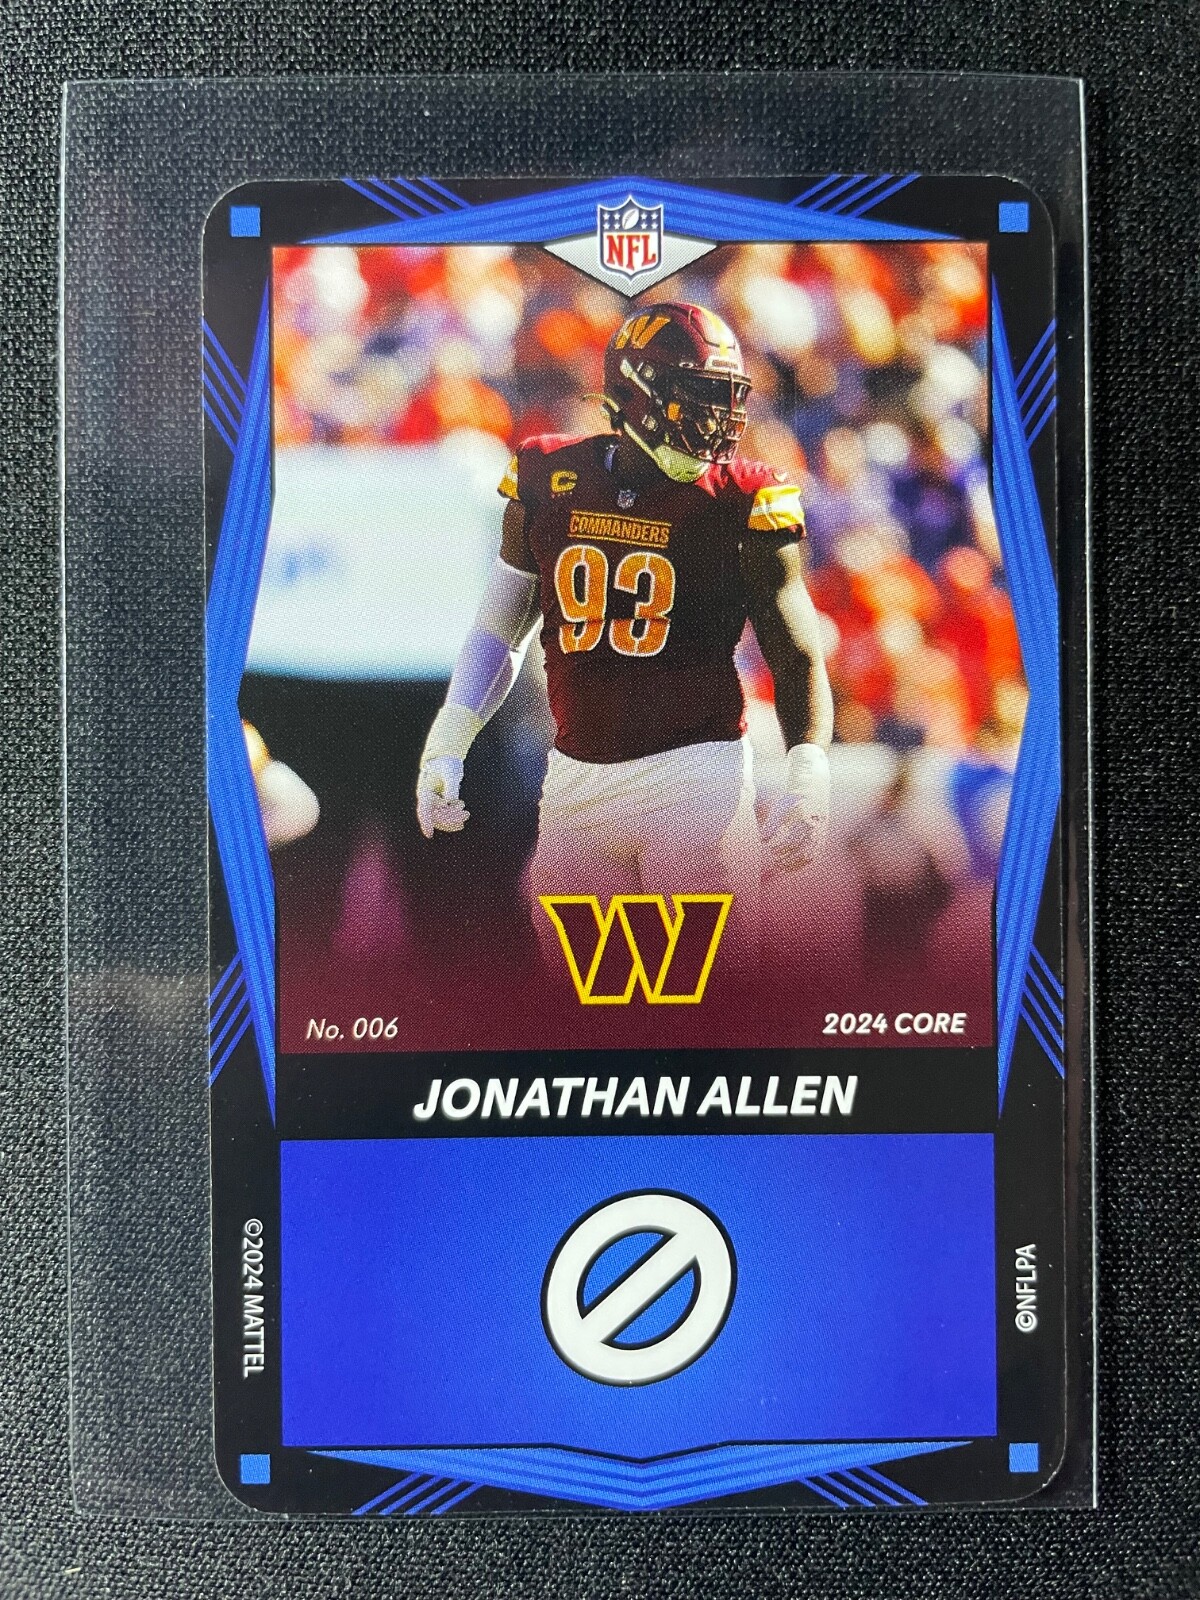 NFL
C
COMMANDERS
93
W
No. 006
2024 CORE
JONATHAN ALLEN
©2024 MATTEL
©NFLPA